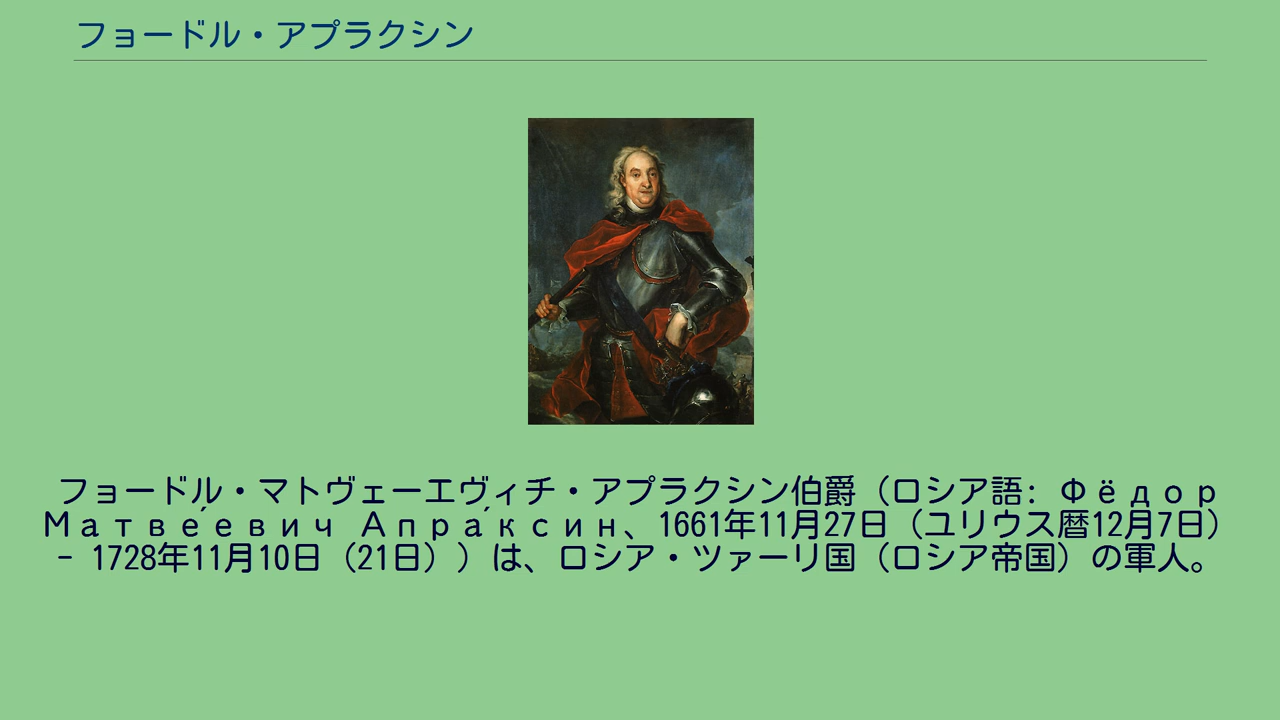 フョードル・アプラクシン
フョードル・マトヴェーエヴィチ・アプラクシン伯爵（ロシア語: Фёдор
Матве́евич Апра́ксин、1661年11月27日（ユリウス暦12月7日）
- 1728年11月10日（21日））は、ロシア・ツァーリ国（ロシア帝国）の軍人。